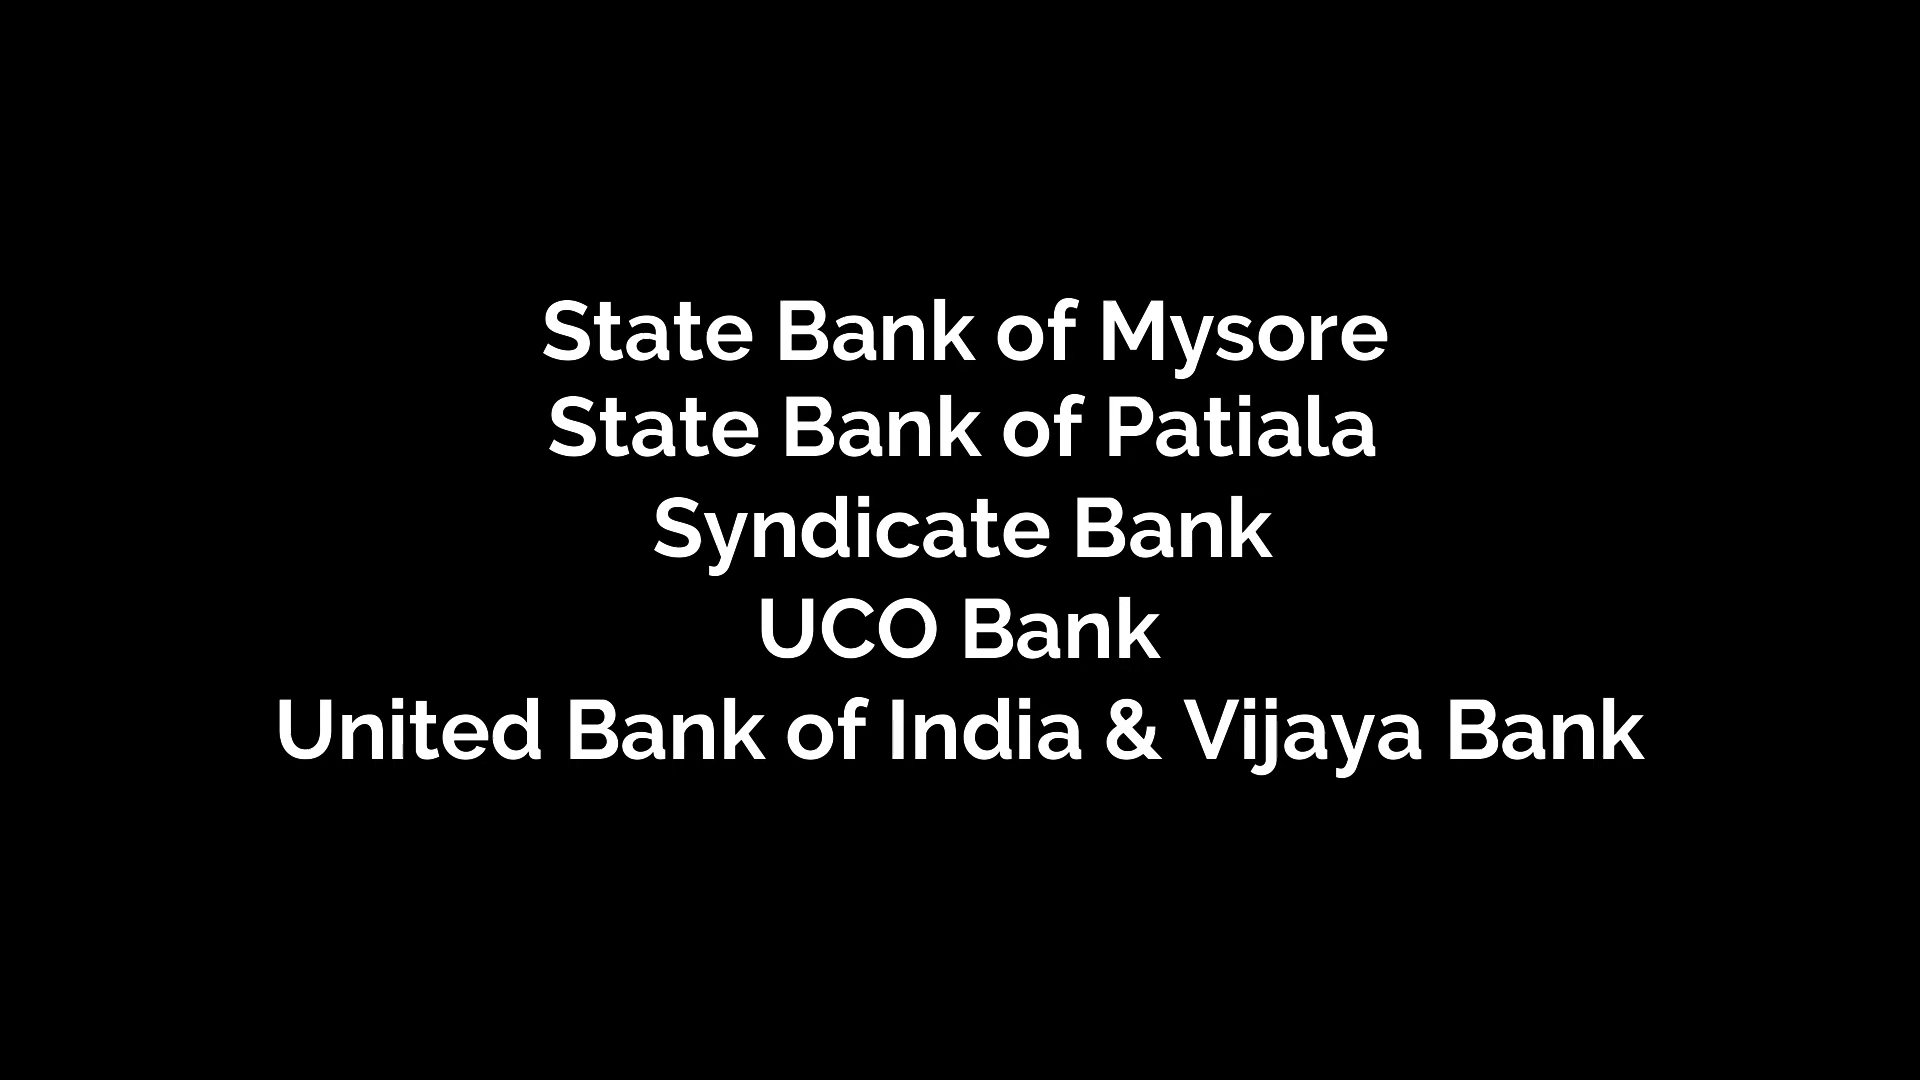 State Bank of Mysore
State Bank of Patiala
Syndicate Bank
UCO Bank
United Bank of India & Vijaya Bank